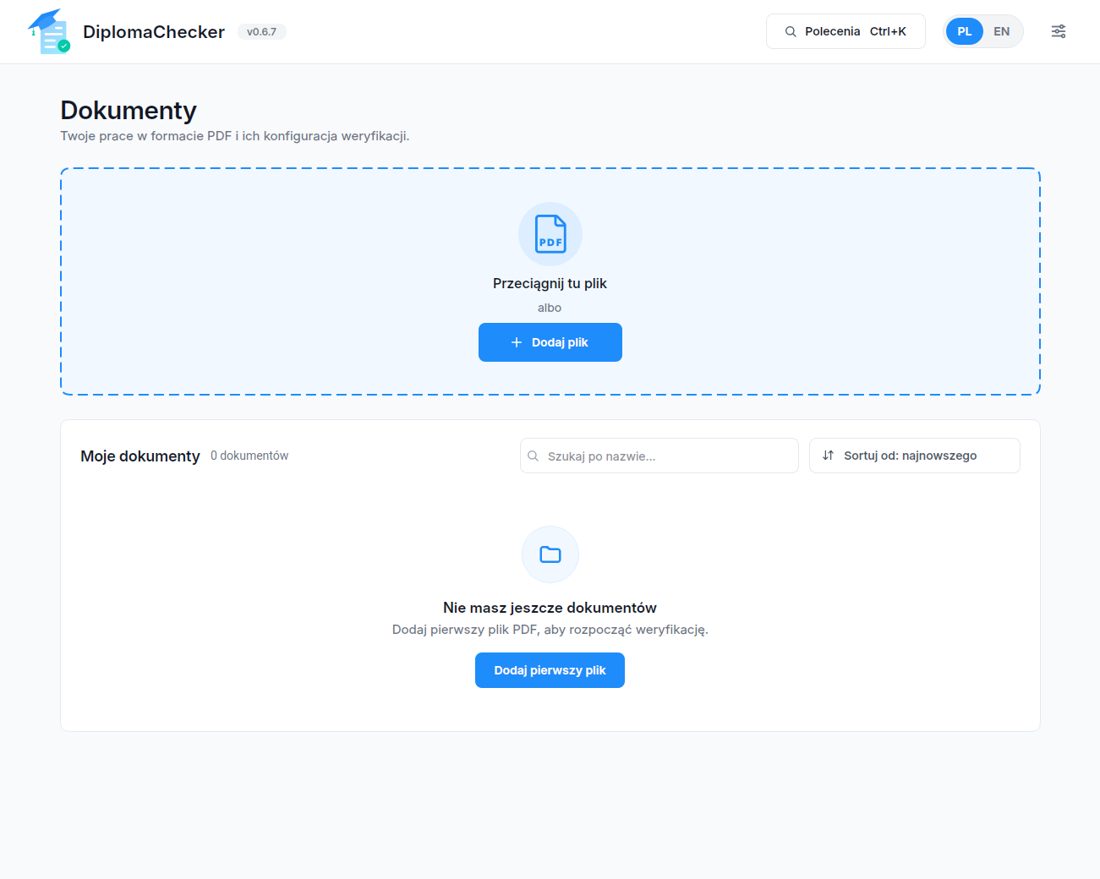 DiplomaChecker v0.6.7 Polecenia Ctrl+K PL EN
Dokumenty
Twoje prace w formacie PDF i ich konfiguracja weryfikacji.
PDF
Przeciągnij tu plik
albo
Dodaj plik
Moje dokumenty 0 dokumentów Szukaj po nazwie... Sortuj od: najnowszego
Nie masz jeszcze dokumentów
Dodaj pierwszy plik PDF, aby rozpocząć weryfikację.
Dodaj pierwszy plik